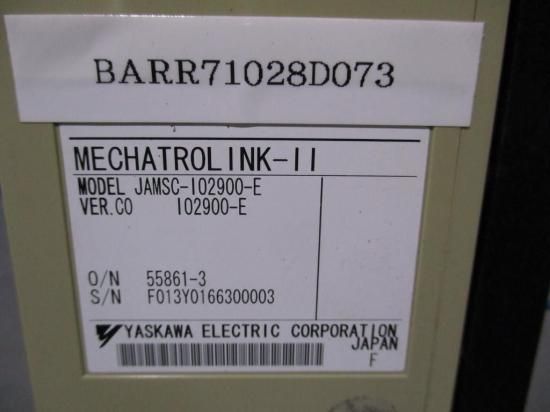 BARR71028D073
MECHATROLINK-II
MODEL JAMSC-IO2900-E
VER.CO IO2900-E
O/N 55861-3
S/N F013Y0166300003
YASKAWA ELECTRIC CORPORATION
JAPAN
F